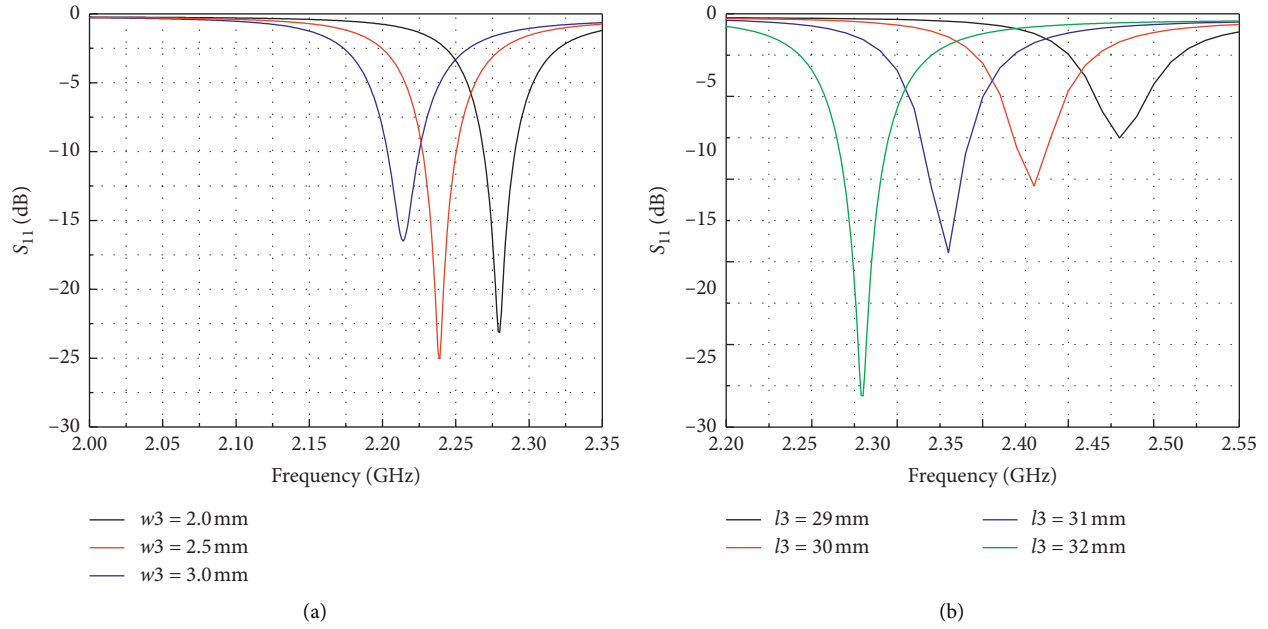 0
−5
−10
−15
−20
−25
−30
S11 (dB)
2.00 2.05 2.10 2.15 2.20 2.25 2.30 2.35
Frequency (GHz)
w3 = 2.0 mm
w3 = 2.5 mm
w3 = 3.0 mm
(a)
0
−5
−10
−15
−20
−25
−30
S11 (dB)
2.20 2.30 2.35 2.40 2.45 2.50 2.55
Frequency (GHz)
l3 = 29 mm
l3 = 30 mm
l3 = 31 mm
l3 = 32 mm
(b)